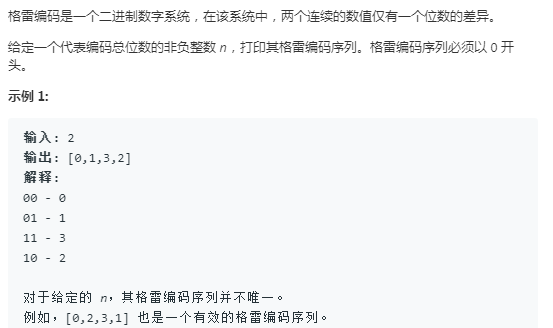 格雷编码是一个二进制数字系统，在该系统中，两个连续的数值仅有一个位数的差异。
给定一个代表编码总位数的非负整数 n，打印其格雷编码序列。格雷编码序列必须以 0 开
头。
示例 1:
输入: 2
输出: [0,1,3,2]
解释:
00 - 0
01 - 1
11 - 3
10 - 2
对于给定的 n，其格雷编码序列并不唯一。
例如，[0,2,3,1] 也是一个有效的格雷编码序列。